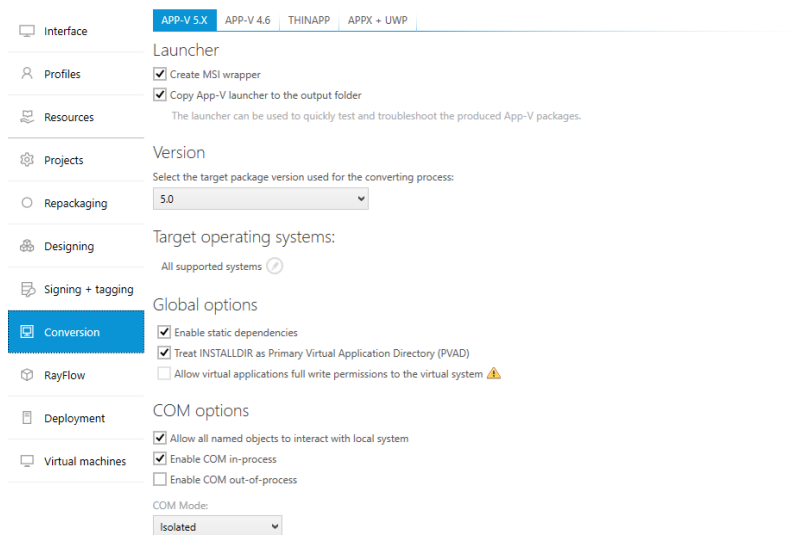 APP-V 5.X APP-V 4.6 THINAPP APPX + UWP
Interface
Profiles
Resources
Projects
Repackaging
Designing
Signing + tagging
Conversion
RayFlow
Deployment
Virtual machines
Launcher
Create MSI wrapper
Copy App-V launcher to the output folder
The launcher can be used to quickly test and troubleshoot the produced App-V packages.
Version
Select the target package version used for the converting process:
5.0
Target operating systems:
All supported systems
Global options
Enable static dependencies
Treat INSTALLDIR as Primary Virtual Application Directory (PVAD)
Allow virtual applications full write permissions to the virtual system
COM options
Allow all named objects to interact with local system
Enable COM in-process
Enable COM out-of-process
COM Mode:
Isolated